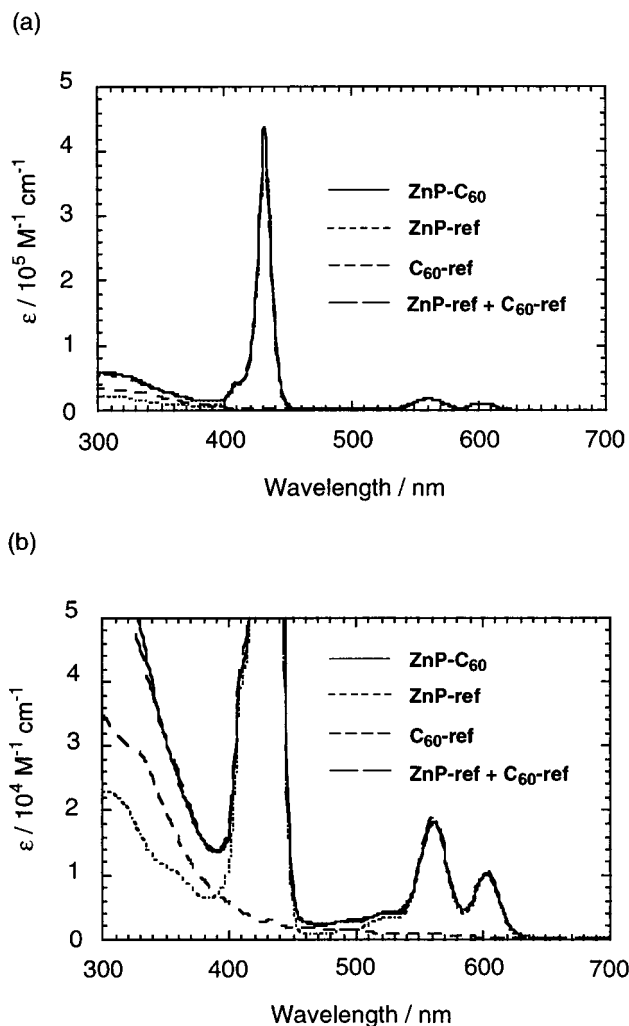 (a)
5
4
3
2
1
0
ε / 10⁵ M⁻¹ cm⁻¹
ZnP-C₆₀
ZnP-ref
C₆₀-ref
ZnP-ref + C₆₀-ref
300 400 500 600 700
Wavelength / nm
(b)
5
4
3
2
1
0
ε / 10⁴ M⁻¹ cm⁻¹
ZnP-C₆₀
ZnP-ref
C₆₀-ref
ZnP-ref + C₆₀-ref
300 400 500 600 700
Wavelength / nm